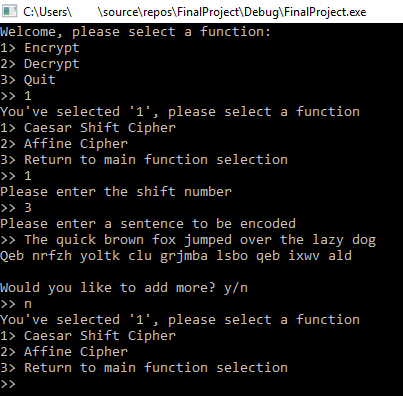 C:\Users\ \source\repos\FinalProject\Debug\FinalProject.exe
Welcome, please select a function:
1> Encrypt
2> Decrypt
3> Quit
>> 1
You've selected '1', please select a function
1> Caesar Shift Cipher
2> Affine Cipher
3> Return to main function selection
>> 1
Please enter the shift number
>> 3
Please enter a sentence to be encoded
>> The quick brown fox jumped over the lazy dog
Qeb nrfzh yoltk clu grjmba lsbo qeb ixwv ald
Would you like to add more? y/n
>> n
You've selected '1', please select a function
1> Caesar Shift Cipher
2> Affine Cipher
3> Return to main function selection
>>